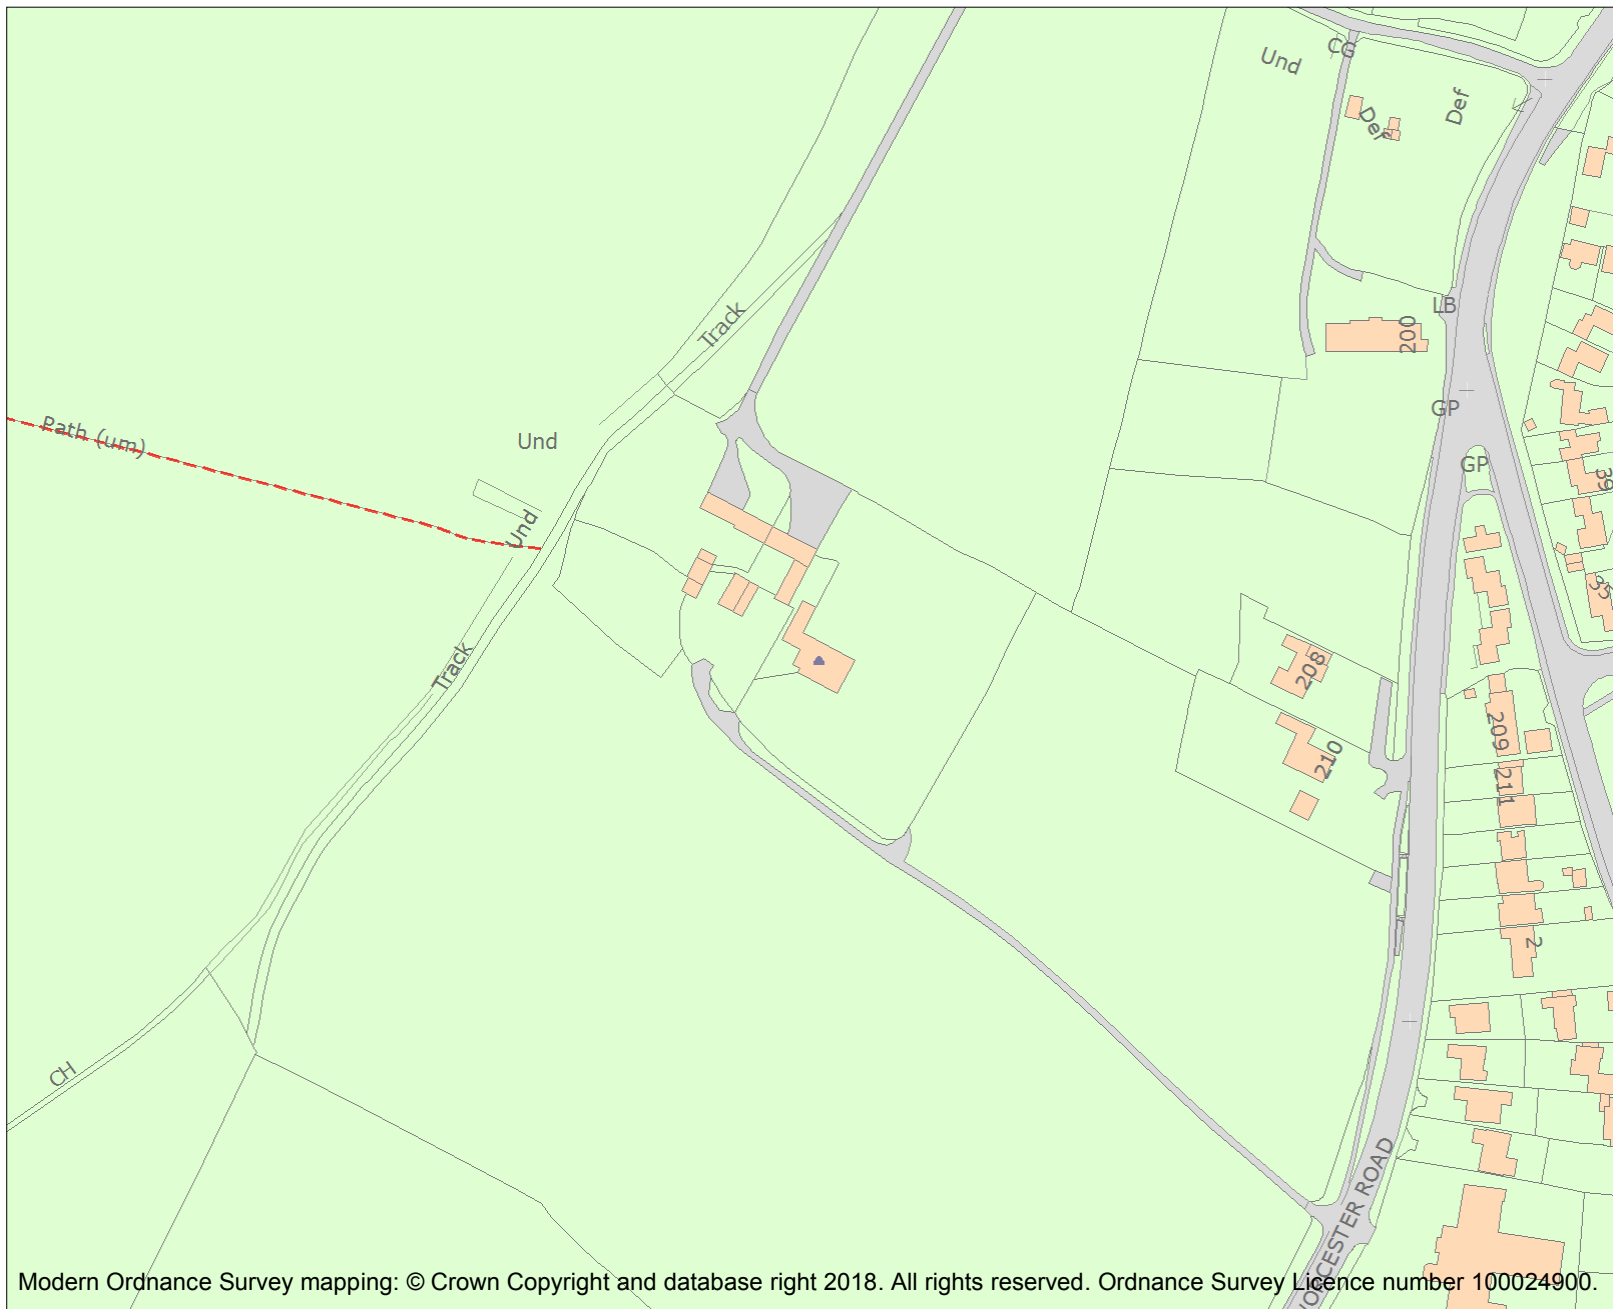 CG
Und
Def
Def
LB
200
Track
GP
Path (um)
Und
GP
39
Und
35
Track
208
209
210
211
2
CH
WORCESTER ROAD
Modern Ordnance Survey mapping: © Crown Copyright and database right 2018. All rights reserved. Ordnance Survey Licence number 100024900.